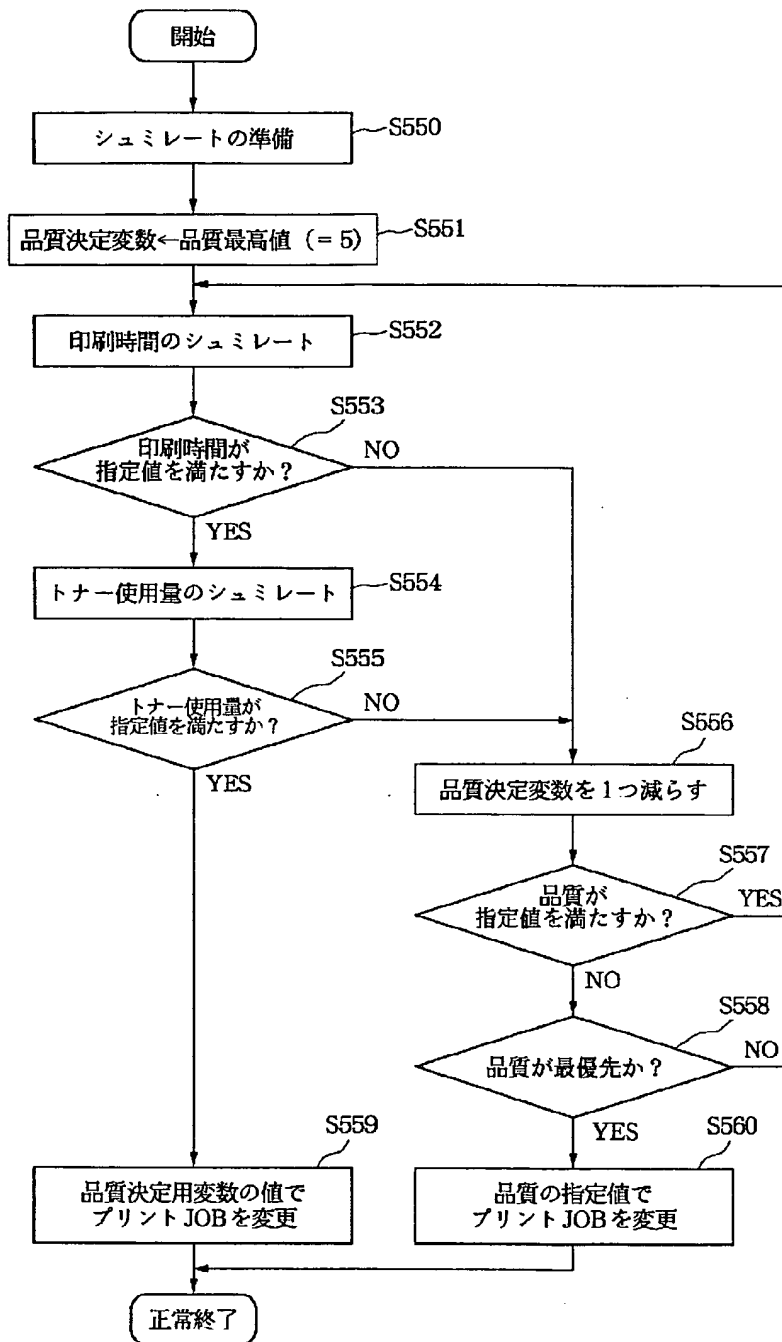 開始
シュミレートの準備
S550
品質決定変数←品質最高値 (=5)
S551
印刷時間のシュミレート
S552
印刷時間が
指定値を満たすか?
S553
NO
YES
トナー使用量のシュミレート
S554
トナー使用量が
指定値を満たすか?
S555
NO
YES
品質決定変数を1つ減らす
S556
品質が
指定値を満たすか?
S557
YES
NO
品質が最優先か?
S558
NO
YES
品質決定用変数の値で
プリントJOBを変更
S559
品質の指定値で
プリントJOBを変更
S560
正常終了